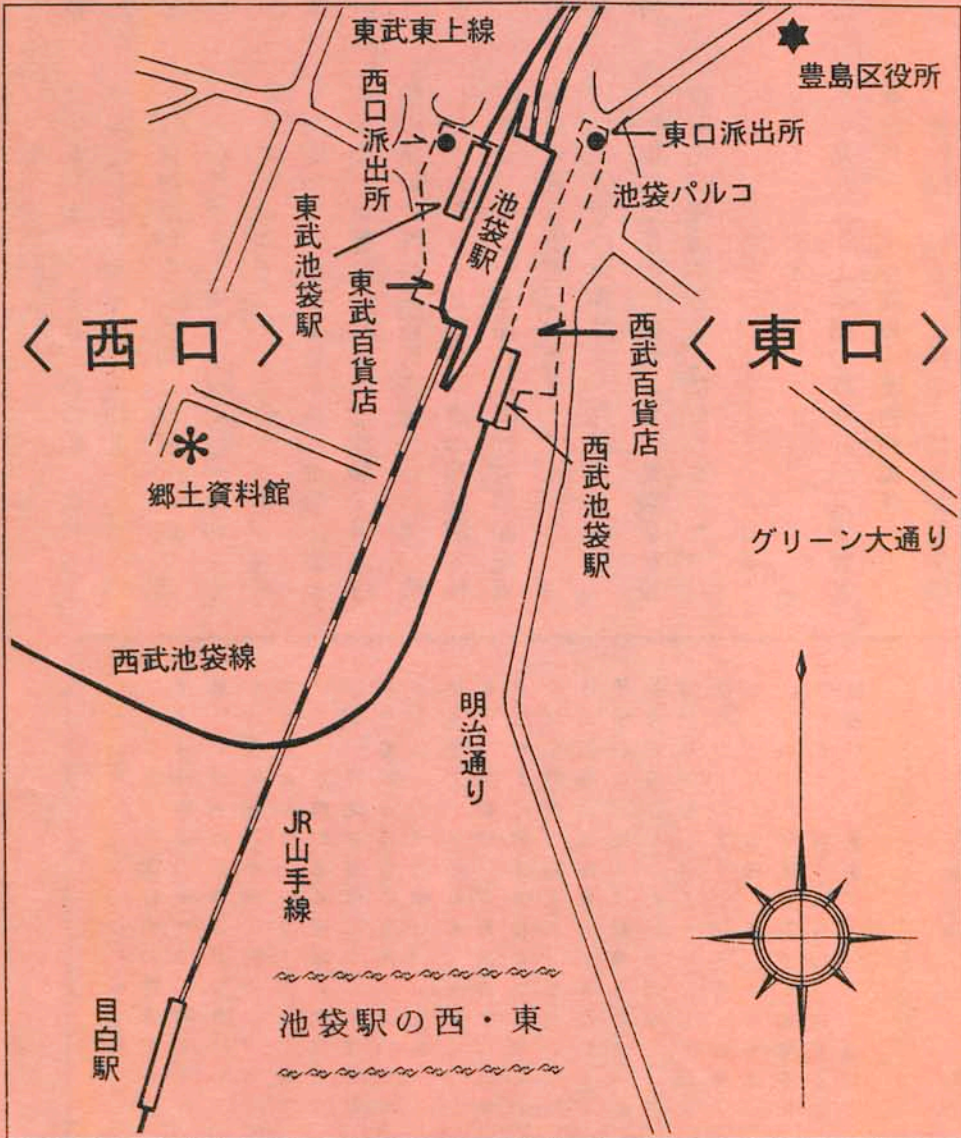 東武東上線
豊島区役所
西口派出所
東口派出所
池袋パルコ
池袋駅
東武池袋駅
東武百貨店
〈西口〉
西武百貨店
〈東口〉
西武池袋駅
郷土資料館
グリーン大通り
西武池袋線
明治通り
JR山手線
目白駅
池袋駅の西・東